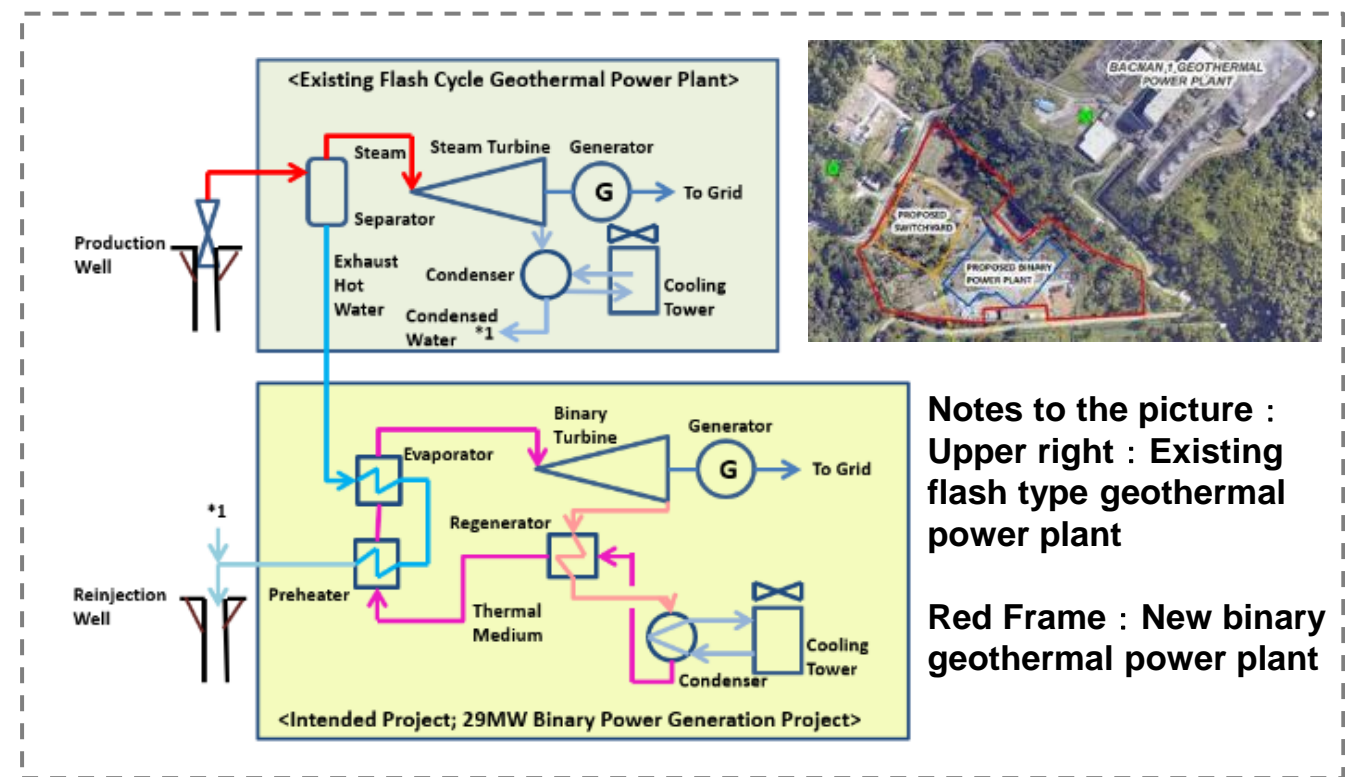 <Existing Flash Cycle Geothermal Power Plant>
Steam
Steam Turbine
Generator
G
To Grid
Separator
Production
Well
Exhaust
Hot
Water
Condenser
Cooling
Tower
Condensed
Water *1
BACMAN 1 GEOTHERMAL
POWER PLANT
PROPOSED
SWITCHYARD
PROPOSED BINARY
POWER PLANT
Binary
Turbine
Generator
G
To Grid
Evaporator
Regenerator
*1
Preheater
Reinjection
Well
Thermal
Medium
Cooling
Tower
Condenser
<Intended Project; 29MW Binary Power Generation Project>
Notes to the picture：
Upper right：Existing
flash type geothermal
power plant
Red Frame：New binary
geothermal power plant